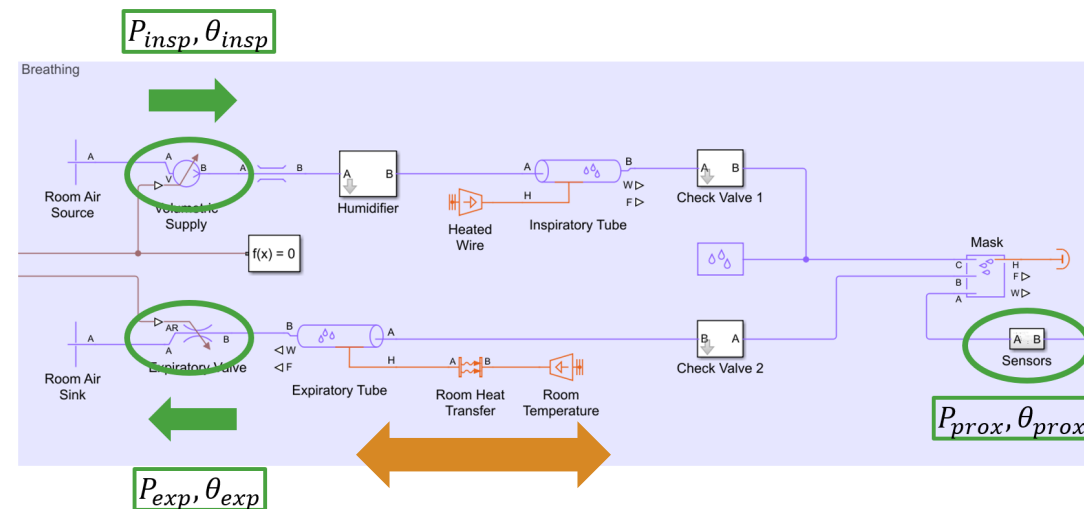 P_insp, θ_insp
Breathing
A
Room Air
Source
A
V
B
Volumetric
Supply
A
B
A
B
Humidifier
A
B
W
F
H
Heated
Wire
Inspiratory Tube
A
B
Check Valve 1
f(x) = 0
Mask
C
B
A
H
F
W
A
Room Air
Sink
AR
A
B
Expiratory Valve
B
A
W
F
H
Expiratory Tube
A
B
Room Heat
Transfer
Room
Temperature
B
A
Check Valve 2
A
B
Sensors
P_prox, θ_prox
P_exp, θ_exp